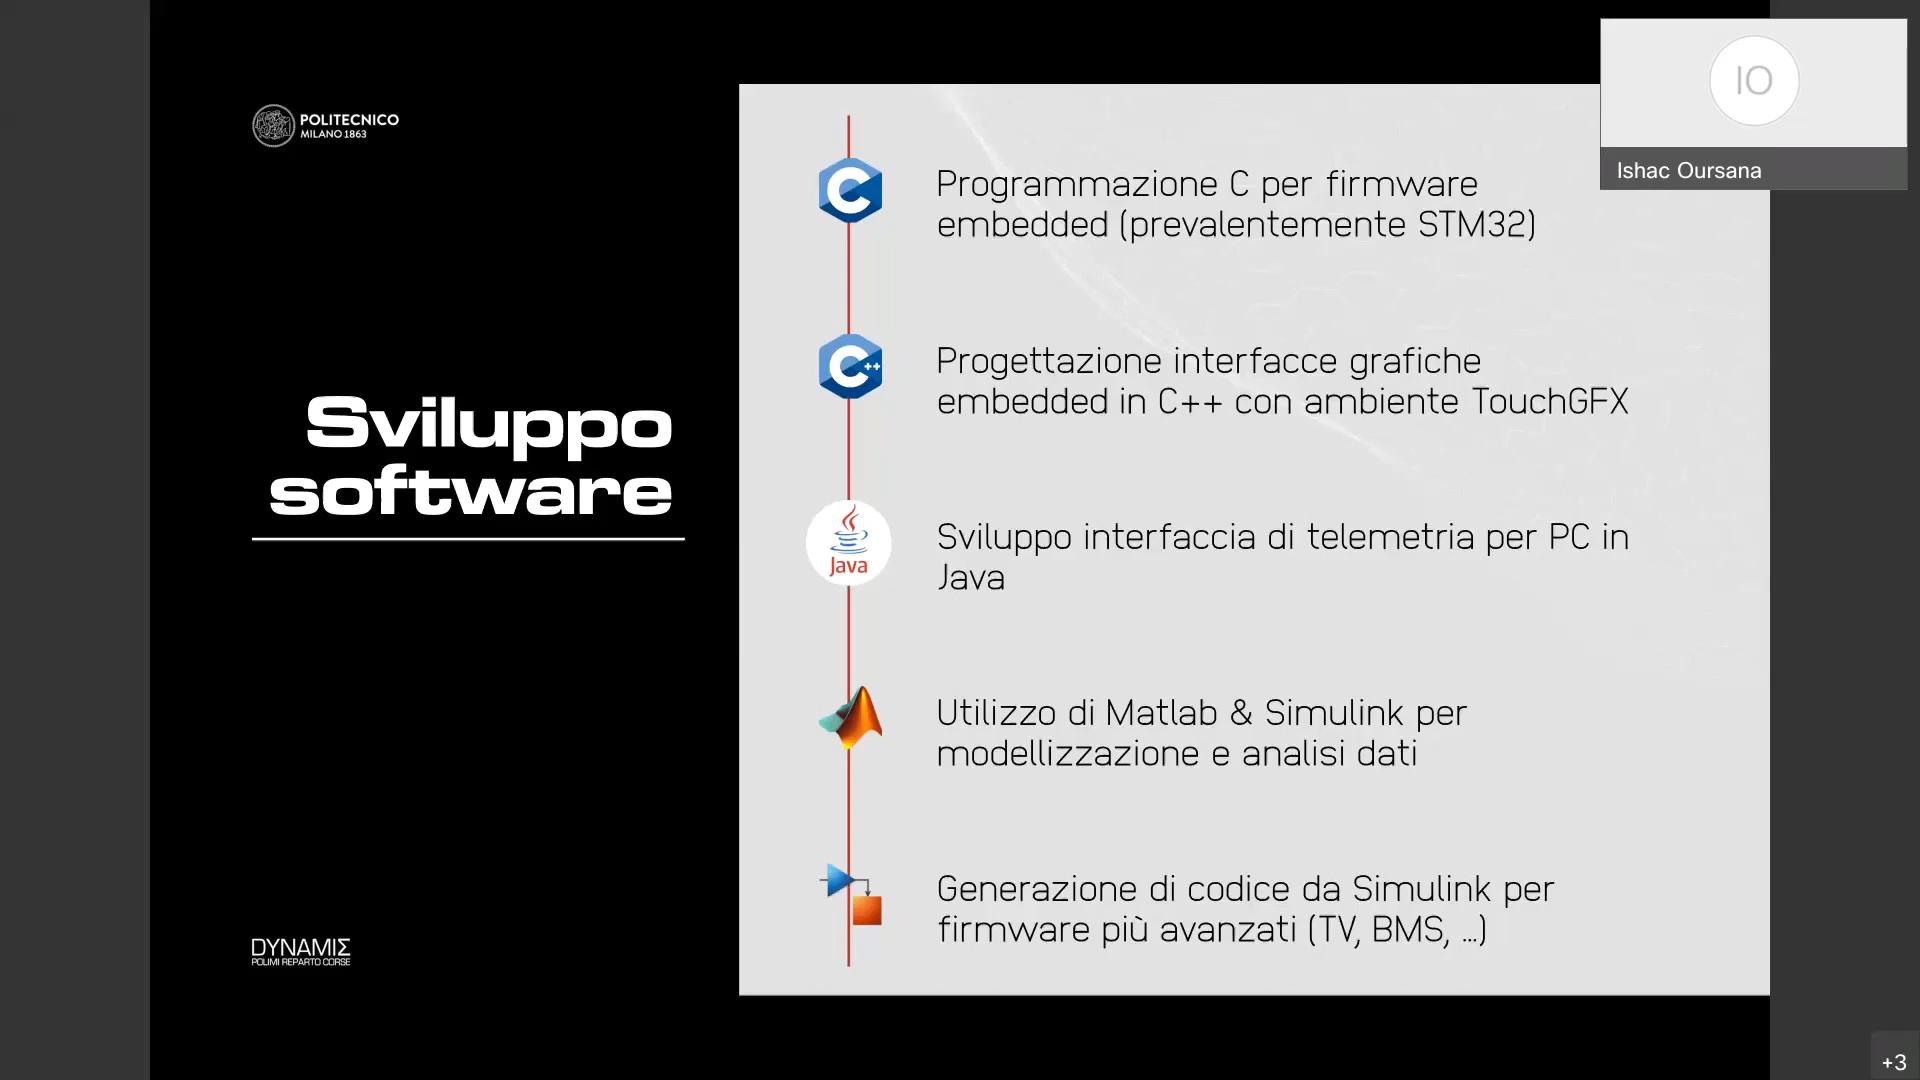 POLITECNICO
MILANO 1863
Sviluppo
software
DYNAMIΣ
POLIMI REPARTO CORSE
Programmazione C per firmware
embedded (prevalentemente STM32)
C++
Progettazione interfacce grafiche
embedded in C++ con ambiente TouchGFX
Java
Sviluppo interfaccia di telemetria per PC in
Java
Utilizzo di Matlab & Simulink per
modellizzazione e analisi dati
Generazione di codice da Simulink per
firmware più avanzati (TV, BMS, ...)
IO
Ishac Oursana
+3